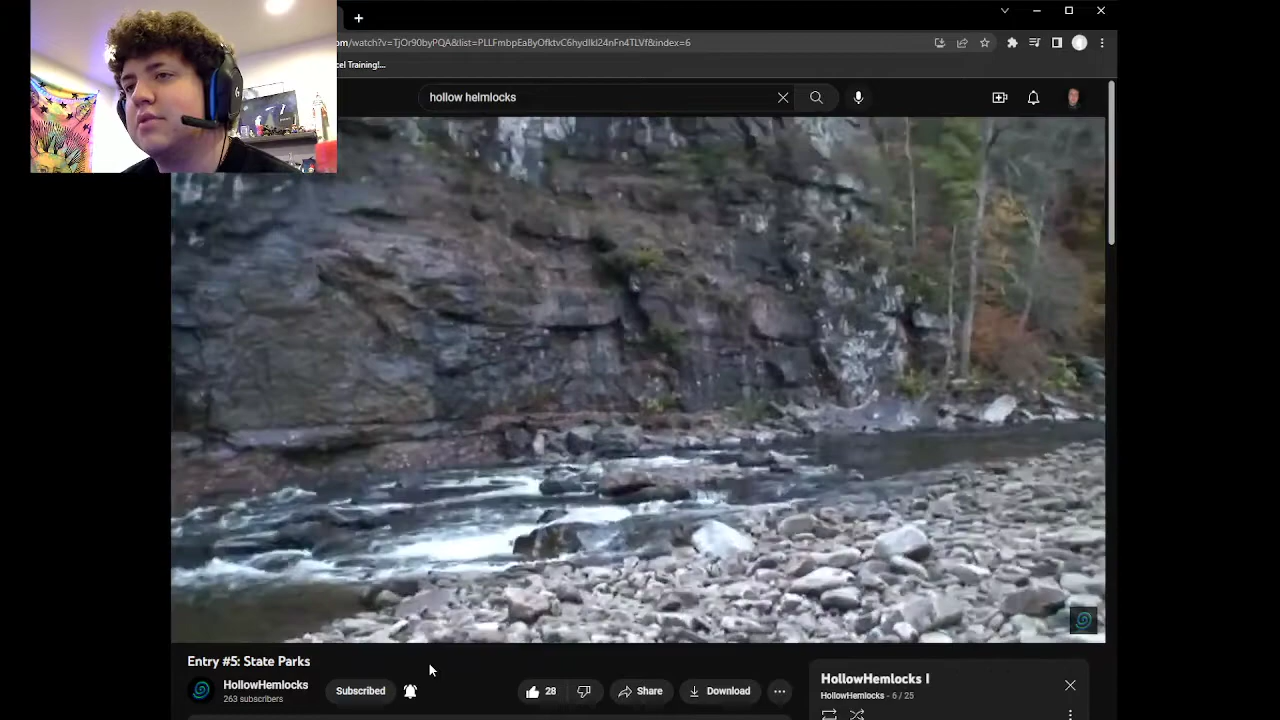 om/watch?v=TjOr90byPQA&list=PLLFmbpEaByOfktvC6hydlkl24nFn4TLVf&index=6
cel Training!...
hollow helmlocks
Entry #5: State Parks
HollowHemlocks
263 subscribers
Subscribed
28
Share
Download
HollowHemlocks I
HollowHemlocks - 6 / 25